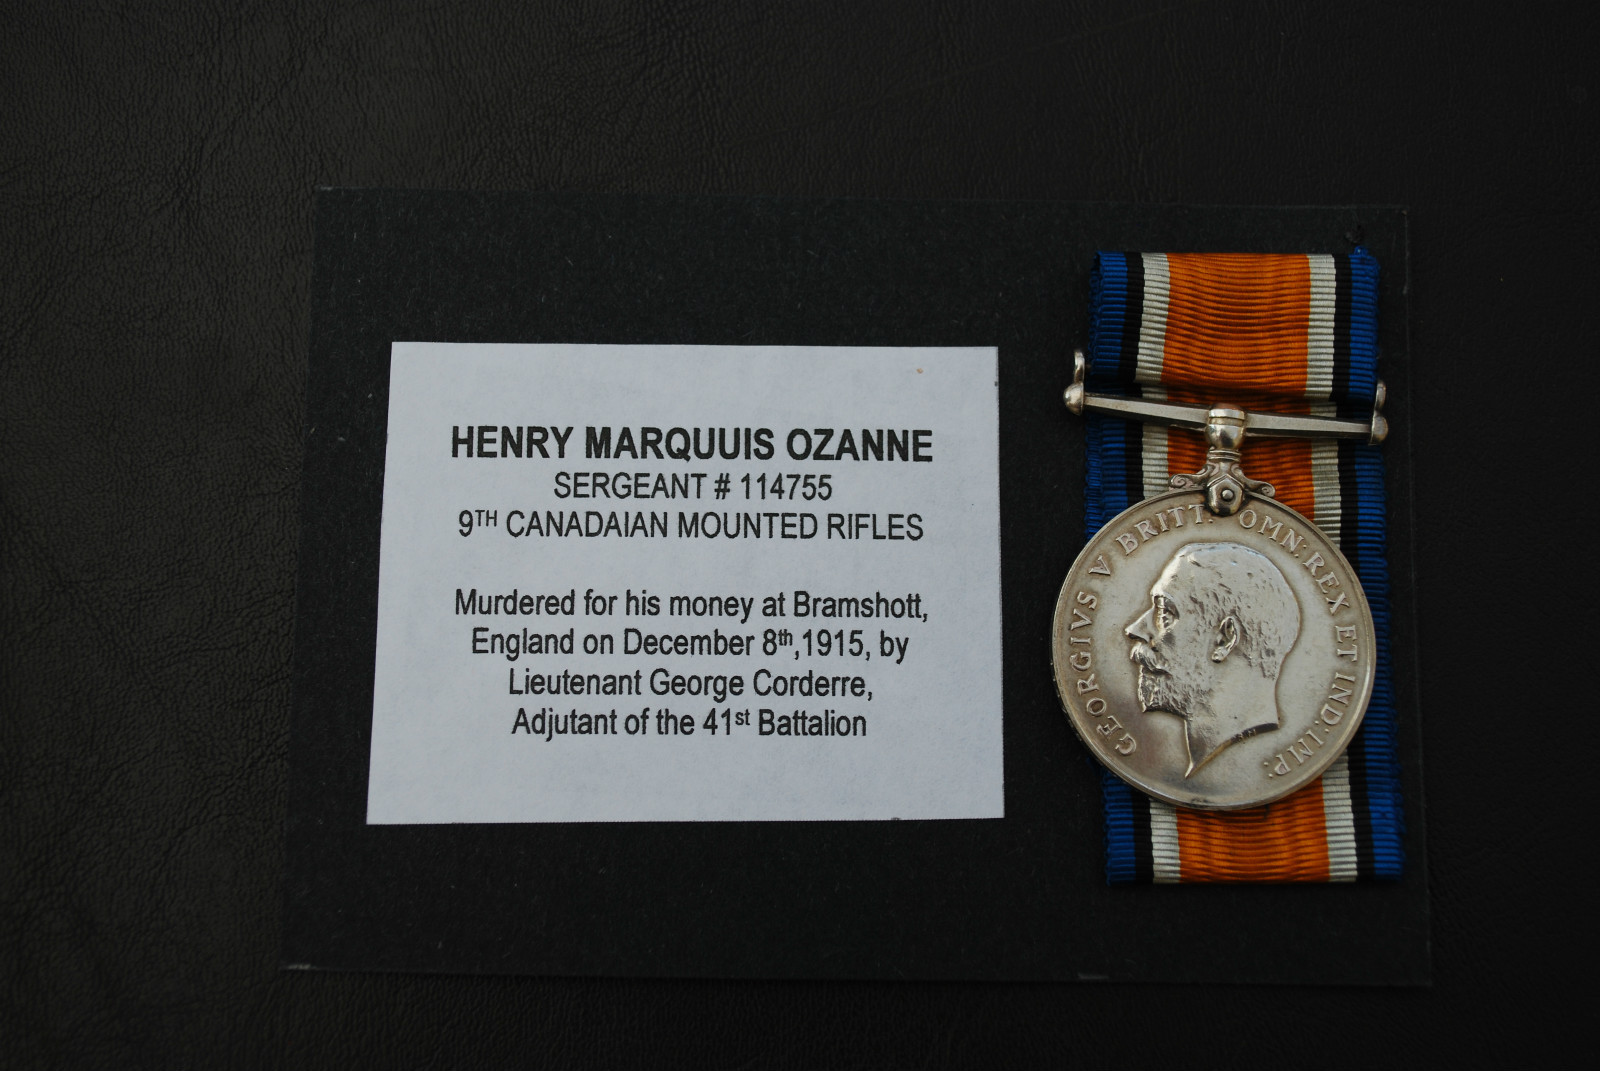 HENRY MARQUUIS OZANNE
SERGEANT # 114755
9TH CANADAIAN MOUNTED RIFLES
Murdered for his money at Bramshott,
England on December 8th,1915, by
Lieutenant George Corderre,
Adjutant of the 41st Battalion
GEORGIVS V BRITT: OMN: REX ET IND: IMP: